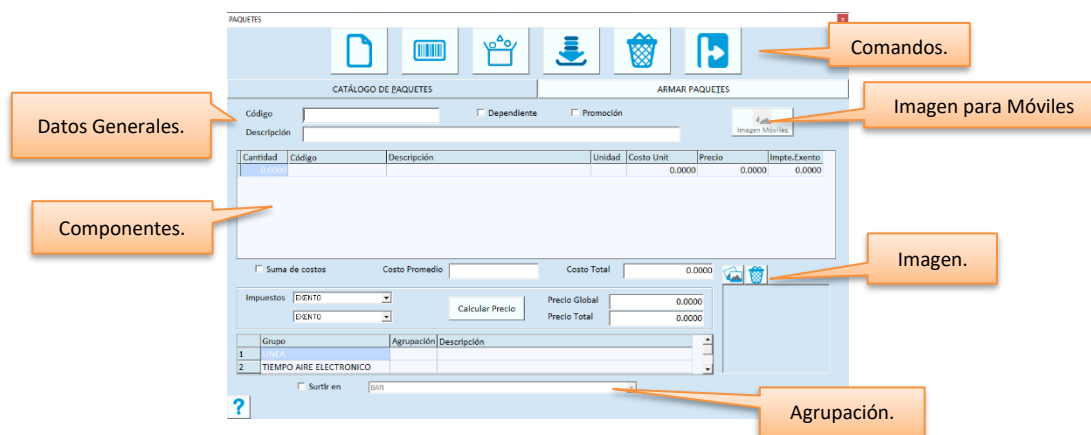 PAQUETES
x
Comandos.
CATÁLOGO DE PAQUETES ARMAR PAQUETES
Imagen para Móviles
Datos Generales.
Código Dependiente Promoción
Imagen Móviles
Descripción
Cantidad Código Descripción Unidad Costo Unit Precio Impte.Exento
0.0000 0.0000 0.0000 0.0000
Componentes.
Imagen.
Suma de costos Costo Promedio Costo Total 0.0000
Impuestos EXENTO Calcular Precio Precio Global 0.0000
EXENTO Precio Total 0.0000
Grupo Agrupación Descripción
1 LINEA
2 TIEMPO AIRE ELECTRONICO
Surtir en BAR
?
Agrupación.